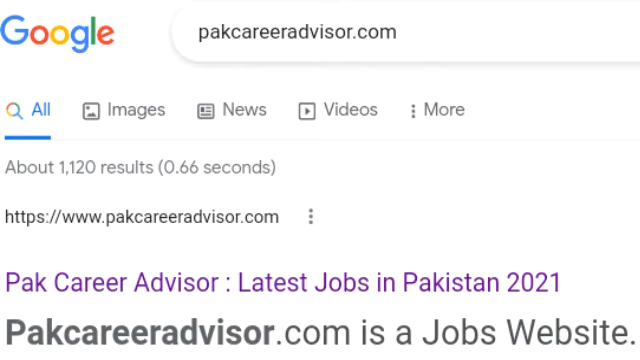 Google
pakcareeradvisor.com
All Images News Videos More
About 1,120 results (0.66 seconds)
https://www.pakcareeradvisor.com
Pak Career Advisor : Latest Jobs in Pakistan 2021
Pakcareeradvisor.com is a Jobs Website.